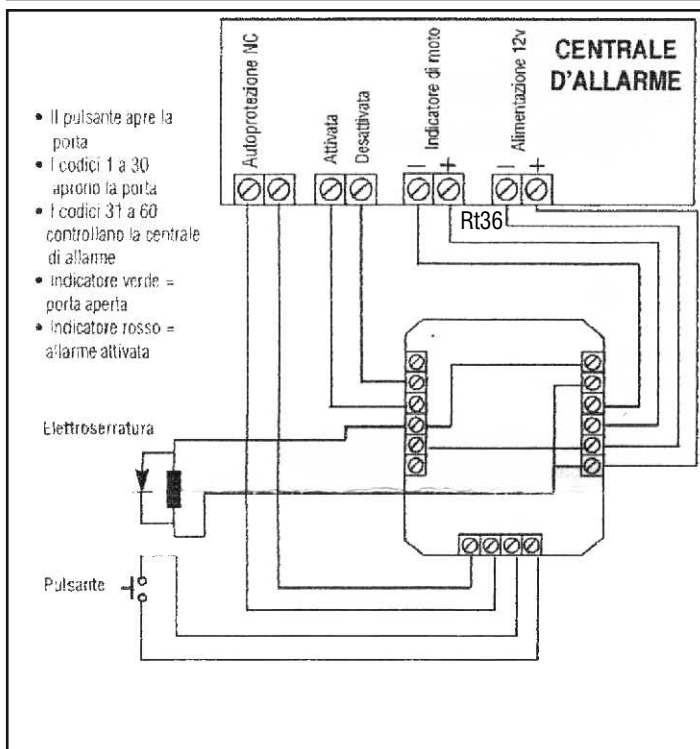 CENTRALE
D'ALLARME
Autoprotezione NC
Attivata
Desattivata
Indicatore di moto
Alimentazione 12v
− + − +
Rt36
• Il pulsante apre la
porta
• I codici 1 a 30
aprono la porta
• I codici 31 a 60
controllano la centrale
di allarme
• Indicatore verde =
porta aperta
• Indicatore rosso =
allarme attivata
Elettroserratura
Pulsante